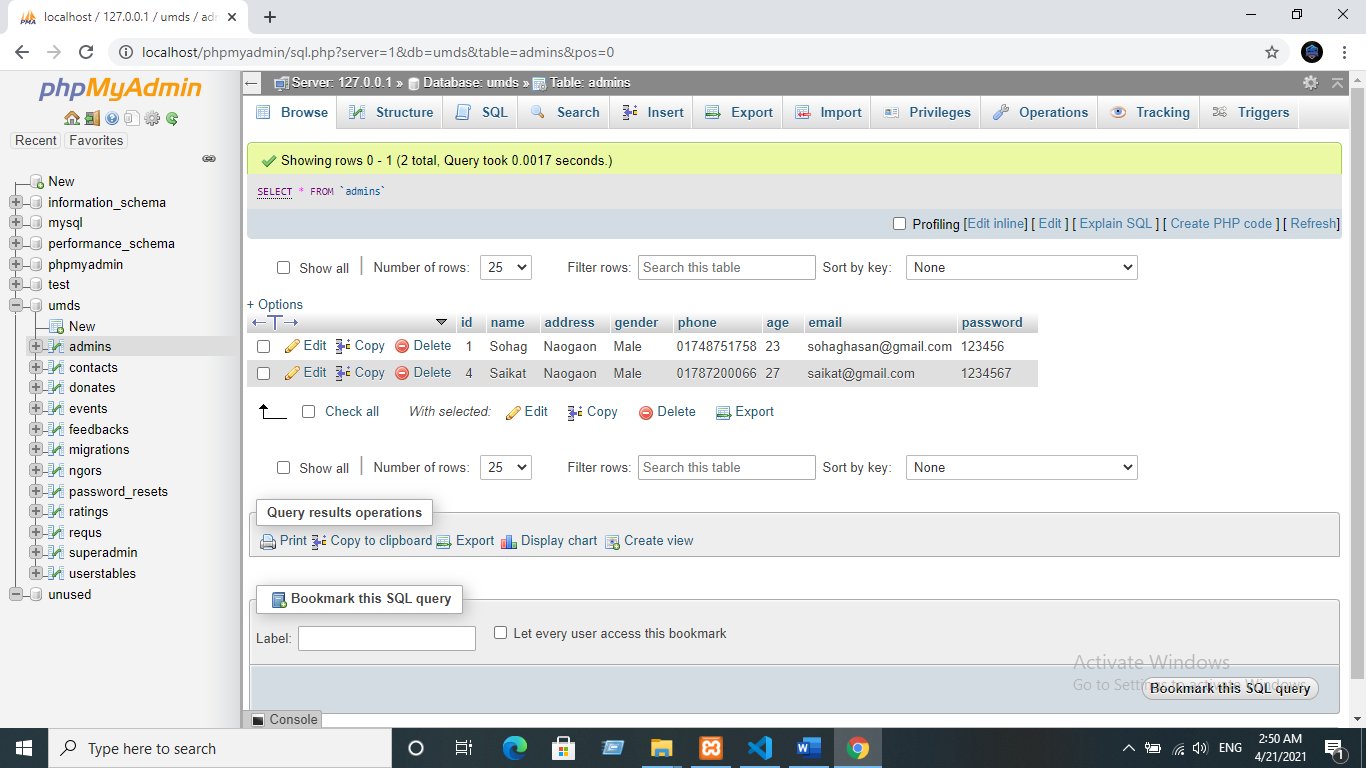 localhost / 127.0.0.1 / umds / adm
localhost/phpmyadmin/sql.php?server=1&db=umds&table=admins&pos=0
phpMyAdmin
Recent Favorites
New
information_schema
mysql
performance_schema
phpmyadmin
test
umds
New
admins
contacts
donates
events
feedbacks
migrations
ngors
password_resets
ratings
requs
superadmin
userstables
unused
Server: 127.0.0.1 » Database: umds » Table: admins
Browse Structure SQL Search Insert Export Import Privileges Operations Tracking Triggers
Showing rows 0 - 1 (2 total, Query took 0.0017 seconds.)
SELECT * FROM `admins`
Profiling [Edit inline] [ Edit ] [ Explain SQL ] [ Create PHP code ] [ Refresh]
Show all Number of rows: 25 Filter rows: Search this table Sort by key: None
+ Options
id name address gender phone age email password
Edit Copy Delete 1 Sohag Naogaon Male 01748751758 23 sohaghasan@gmail.com 123456
Edit Copy Delete 4 Saikat Naogaon Male 01787200066 27 saikat@gmail.com 1234567
Check all With selected: Edit Copy Delete Export
Show all Number of rows: 25 Filter rows: Search this table Sort by key: None
Query results operations
Print Copy to clipboard Export Display chart Create view
Bookmark this SQL query
Label: Let every user access this bookmark
Activate Windows
Go to Settings to activate Windows.
Bookmark this SQL query
Console
Type here to search
ENG
2:50 AM
4/21/2021
1